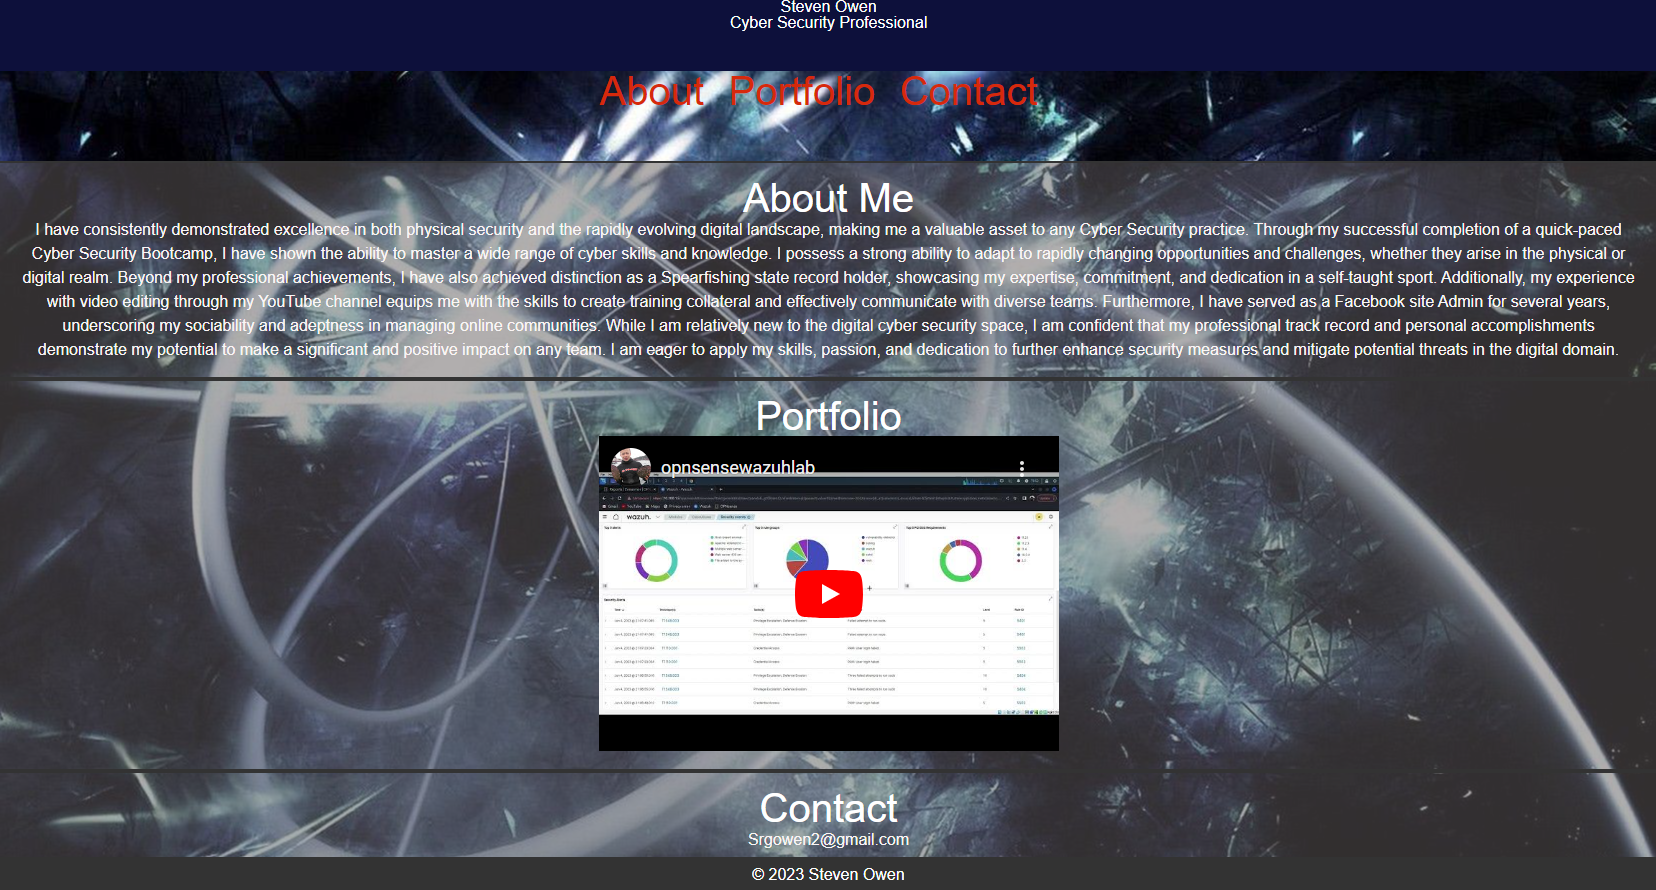 Steven Owen
Cyber Security Professional
About Portfolio Contact
About Me
I have consistently demonstrated excellence in both physical security and the rapidly evolving digital landscape, making me a valuable asset to any Cyber Security practice. Through my successful completion of a quick-paced
Cyber Security Bootcamp, I have shown the ability to master a wide range of cyber skills and knowledge. I possess a strong ability to adapt to rapidly changing opportunities and challenges, whether they arise in the physical or
digital realm. Beyond my professional achievements, I have also achieved distinction as a Spearfishing state record holder, showcasing my expertise, commitment, and dedication in a self-taught sport. Additionally, my experience
with video editing through my YouTube channel equips me with the skills to create training collateral and effectively communicate with diverse teams. Furthermore, I have served as a Facebook site Admin for several years,
underscoring my sociability and adeptness in managing online communities. While I am relatively new to the digital cyber security space, I am confident that my professional track record and personal accomplishments
demonstrate my potential to make a significant and positive impact on any team. I am eager to apply my skills, passion, and dedication to further enhance security measures and mitigate potential threats in the digital domain.
Portfolio
opnsensewazuhlab
wazuh.
Security Alerts
Contact
Srgowen2@gmail.com
© 2023 Steven Owen